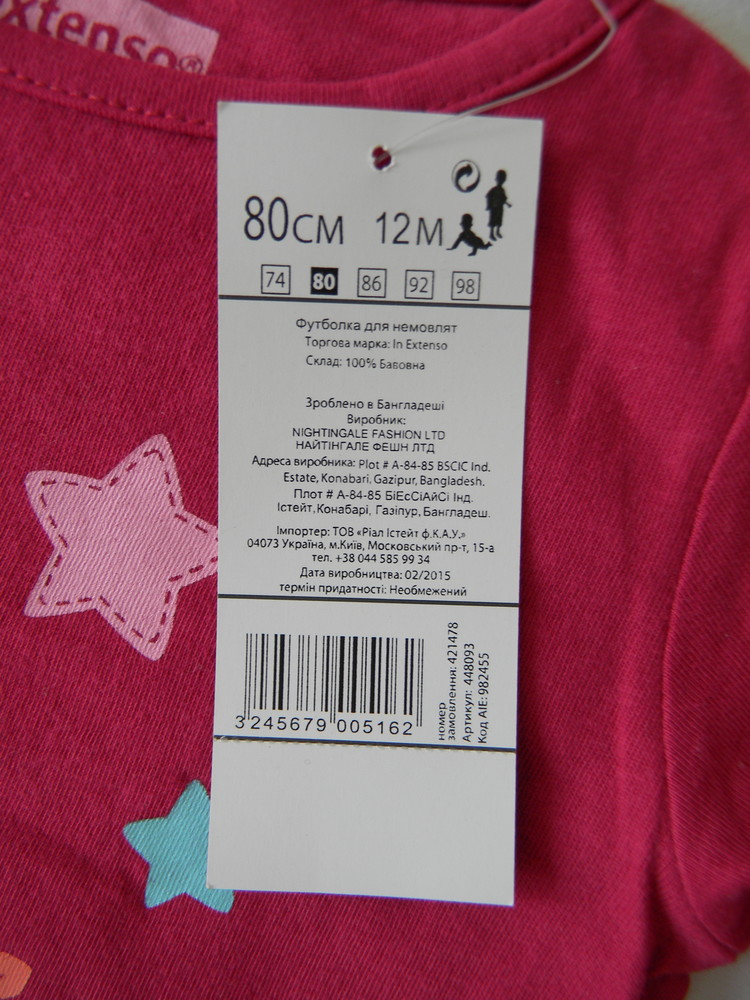 extenso®
80CM 12M
74 80 86 92 98
Футболка для немовлят
Торгова марка: In Extenso
Склад: 100% Бавовна
Зроблено в Бангладеші
Виробник:
NIGHTINGALE FASHION LTD
НАЙТІНГАЛЕ ФЕШН ЛТД
Адреса виробника: Plot # A-84-85 BSCIC Ind.
Estate, Konabari, Gazipur, Bangladesh.
Плот # А-84-85 БіЕсСіАйСі Інд.
Істейт, Конабарі, Газіпур, Бангладеш.
Імпортер: ТОВ «Ріал Істейт ф.К.А.У.»
04073 Україна, м.Київ, Московський пр-т, 15-а
тел. +38 044 585 99 34
Дата виробництва: 02/2015
термін придатності: Необмежений
3 245679 005162
номер
замовлення: 421478
Артикул: 448093
Код АІЕ: 982455